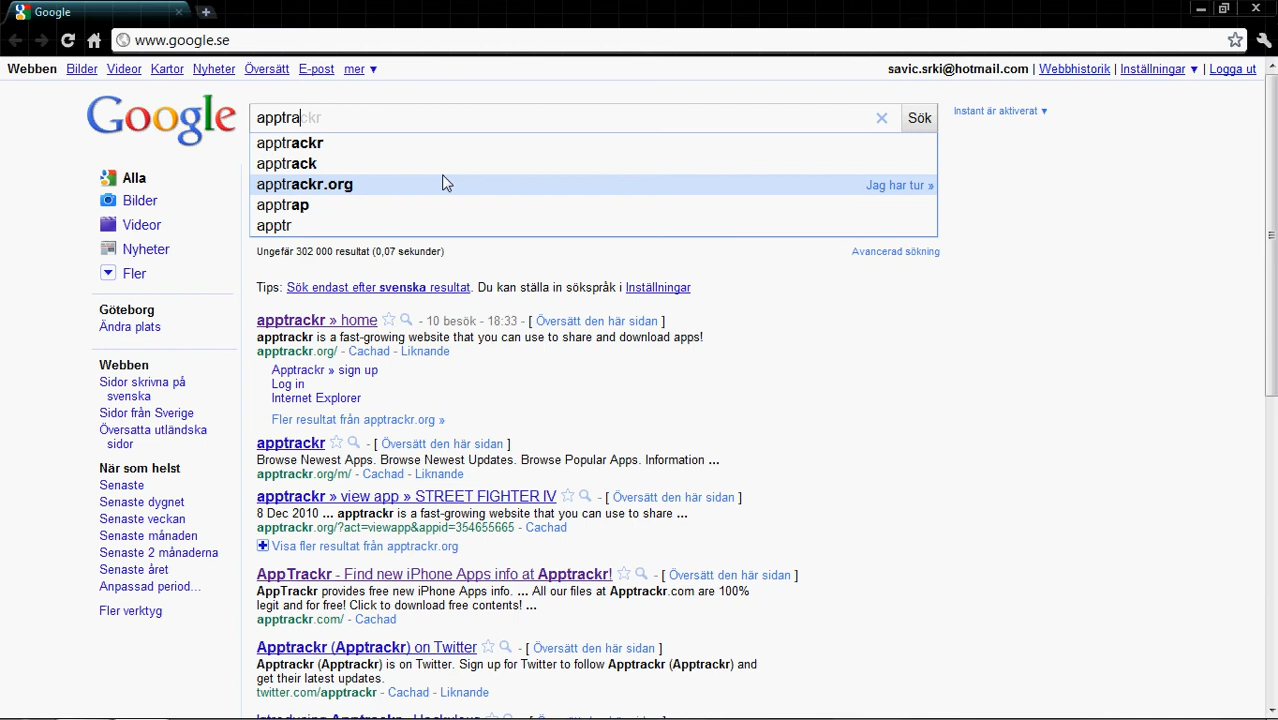 Google
www.google.se
Webben Bilder Videor Kartor Nyheter Översätt E-post mer ▼
savic.srki@hotmail.com | Webbhistorik | Inställningar ▼ | Logga ut
Google
apptrackr
Sök
Instant är aktiverat ▼
apptrackr
apptrack
apptrackr.org
Jag har tur »
apptrap
apptr
Alla
Bilder
Videor
Nyheter
Fler
Göteborg
Ändra plats
Webben
Sidor skrivna på
svenska
Sidor från Sverige
Översatta utländska
sidor
När som helst
Senaste
Senaste dygnet
Senaste veckan
Senaste månaden
Senaste 2 månaderna
Senaste året
Anpassad period...
Fler verktyg
Ungefär 302 000 resultat (0,07 sekunder)
Avancerad sökning
Tips: Sök endast efter svenska resultat. Du kan ställa in sökspråk i Inställningar
apptrackr » home - 10 besök - 18:33 - [ Översätt den här sidan ]
apptrackr is a fast-growing website that you can use to share and download apps!
apptrackr.org/ - Cachad - Liknande
Apptrackr » sign up
Log in
Internet Explorer
Fler resultat från apptrackr.org »
apptrackr - [ Översätt den här sidan ]
Browse Newest Apps. Browse Newest Updates. Browse Popular Apps. Information ...
apptrackr.org/m/ - Cachad - Liknande
apptrackr » view app » STREET FIGHTER IV - [ Översätt den här sidan ]
8 Dec 2010 ... apptrackr is a fast-growing website that you can use to share ...
apptrackr.org/?act=viewapp&appid=354655665 - Cachad
Visa fler resultat från apptrackr.org
AppTrackr - Find new iPhone Apps info at Apptrackr! - [ Översätt den här sidan ]
AppTrackr provides free new iPhone Apps info. ... All our files at Apptrackr.com are 100%
legit and for free! Click to download free contents! ...
apptrackr.com/ - Cachad
Apptrackr (Apptrackr) on Twitter - [ Översätt den här sidan ]
Apptrackr (Apptrackr) is on Twitter. Sign up for Twitter to follow Apptrackr (Apptrackr) and
get their latest updates.
twitter.com/apptrackr - Cachad - Liknande